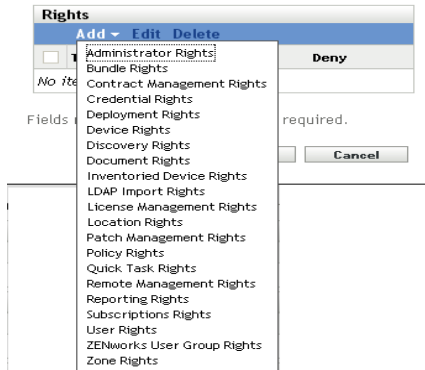 Rights
Add Edit Delete
Deny
No ite
Fields
required.
Cancel
Administrator Rights
Bundle Rights
Contract Management Rights
Credential Rights
Deployment Rights
Device Rights
Discovery Rights
Document Rights
Inventoried Device Rights
LDAP Import Rights
License Management Rights
Location Rights
Patch Management Rights
Policy Rights
Quick Task Rights
Remote Management Rights
Reporting Rights
Subscriptions Rights
User Rights
ZENworks User Group Rights
Zone Rights